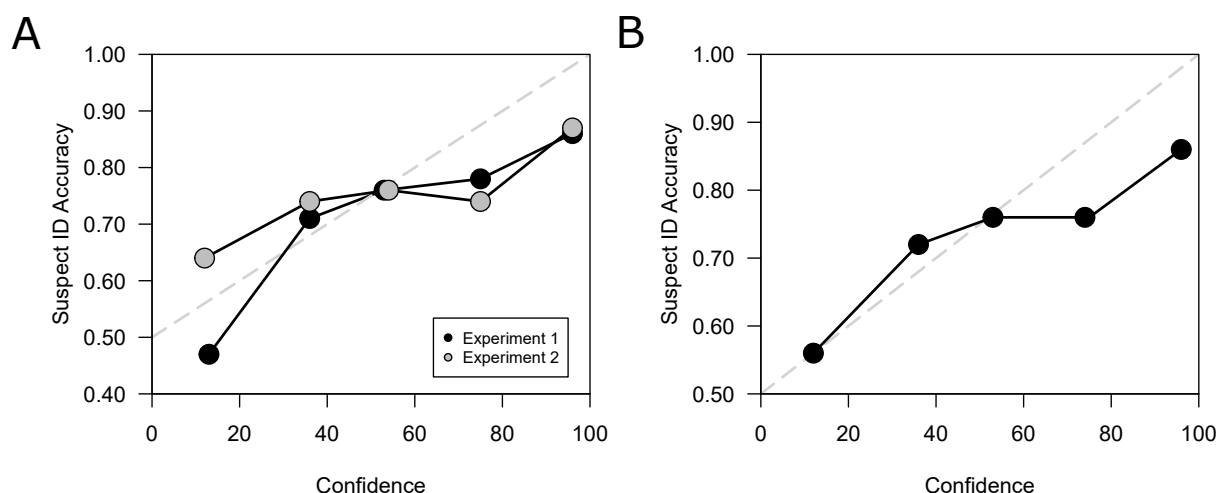 A
Suspect ID Accuracy
1.00
0.90
0.80
0.70
0.60
0.50
0.40
0 20 40 60 80 100
Confidence
Experiment 1
Experiment 2
B
Suspect ID Accuracy
1.00
0.90
0.80
0.70
0.60
0.50
0 20 40 60 80 100
Confidence